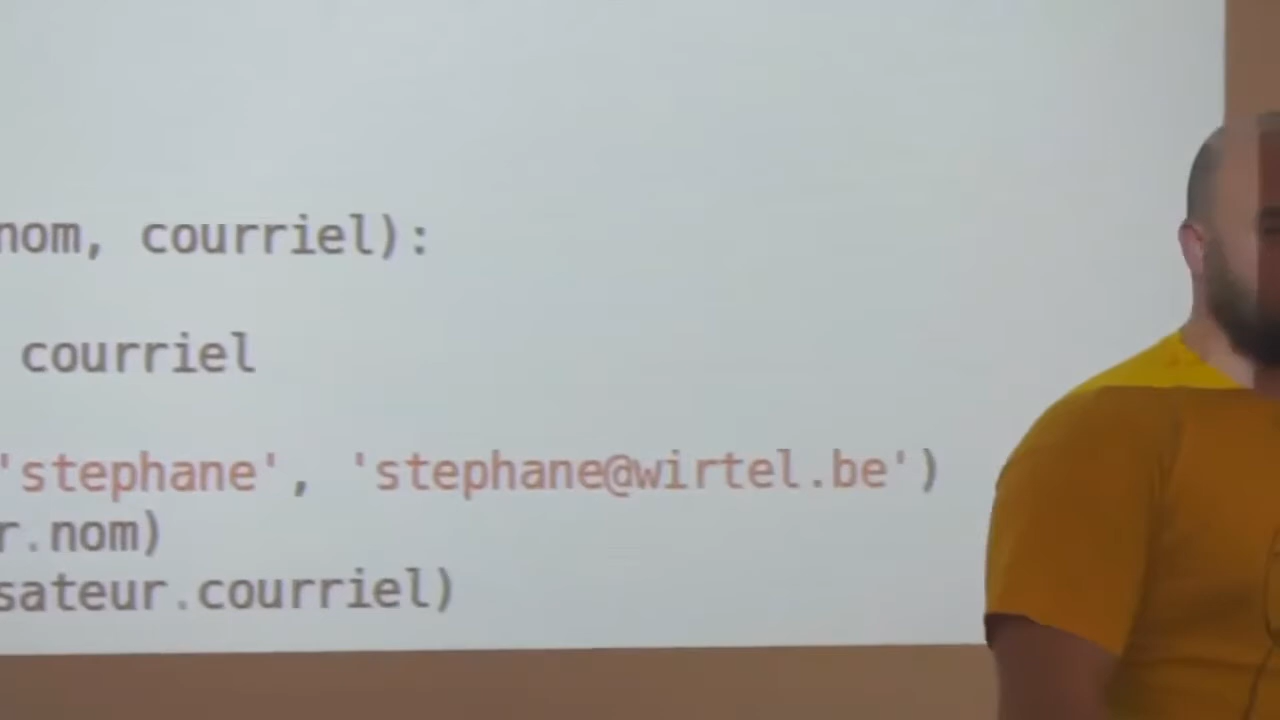 nom, courriel):
courriel
'stephane', 'stephane@wirtel.be')
r.nom)
sateur.courriel)